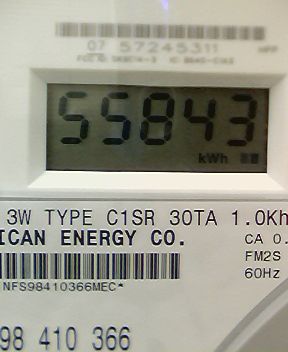 07 57245311
55843
kWh
3W TYPE C1SR 30TA 1.0Kh
ICAN ENERGY CO.
CA 0.
FM2S
60Hz
NFS98410366MEC*
98 410 366